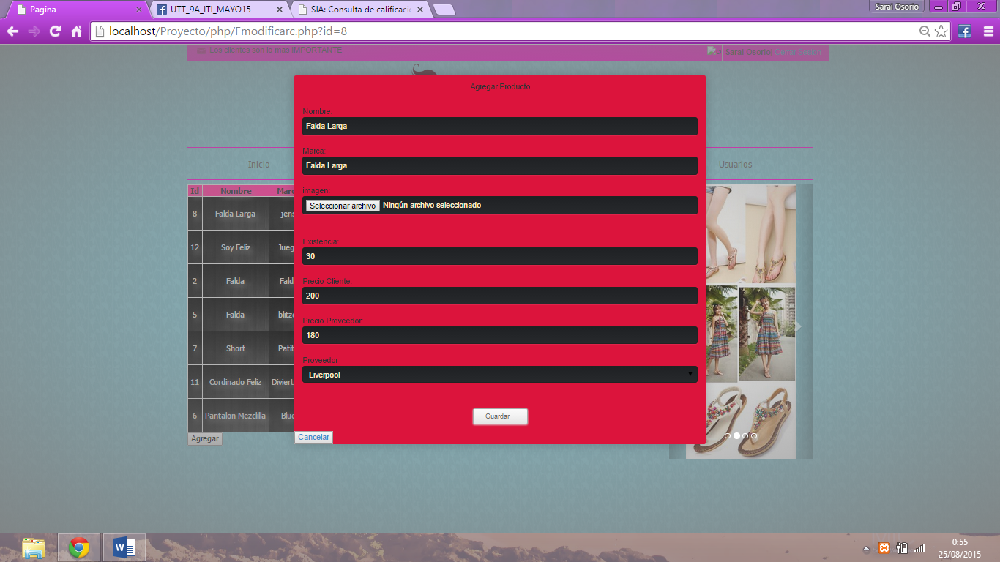 Pagina
UTT_9A_ITI_MAYO15
SIA: Consulta de calificacio
Sarai Osorio
localhost/Proyecto/php/Fmodificarc.php?id=8
Los clientes son lo mas IMPORTANTE
Sarai Osorio| Cerrar Sesion
Agregar Producto
Nombre:
Falda Larga
Marca:
Falda Larga
Imagen:
Seleccionar archivo Ningún archivo seleccionado
Existencia:
30
Precio Cliente
200
Precio Proveedor:
180
Proveedor
Liverpool
Guardar
Cancelar
Inicio
Usuarios
Id Nombre Marc
8 Falda Larga jens
12 Soy Feliz Jueg
2 Falda Falda
5 Falda blitze
7 Short Patit
11 Cordinado Feliz Divierte
6 Pantalon Mezclilla Blue
Agregar
0:55
25/08/2015